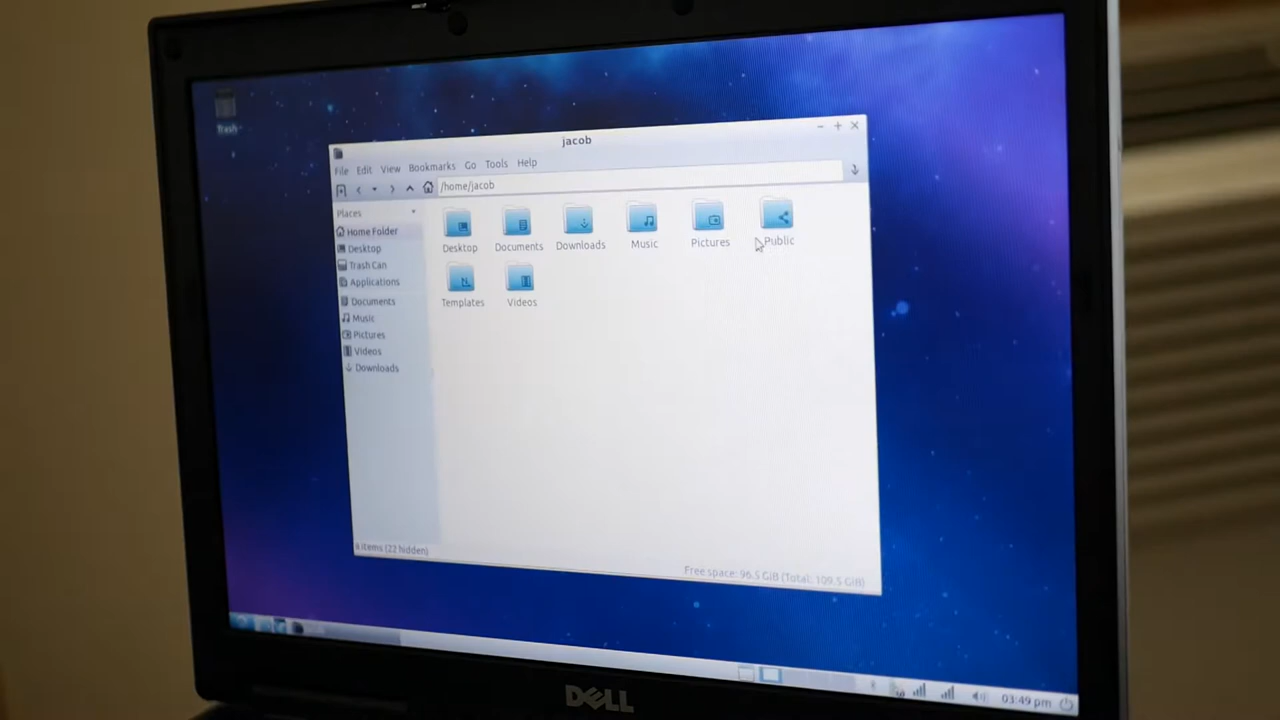 Trash
jacob
File Edit View Bookmarks Go Tools Help
/home/jacob
Places
Home Folder
Desktop
Trash Can
Applications
Documents
Music
Pictures
Videos
Downloads
Desktop Documents Downloads Music Pictures Public
Templates Videos
8 items (22 hidden)
Free space: 96.5 GiB (Total: 109.5 GiB)
03:49 pm
DELL